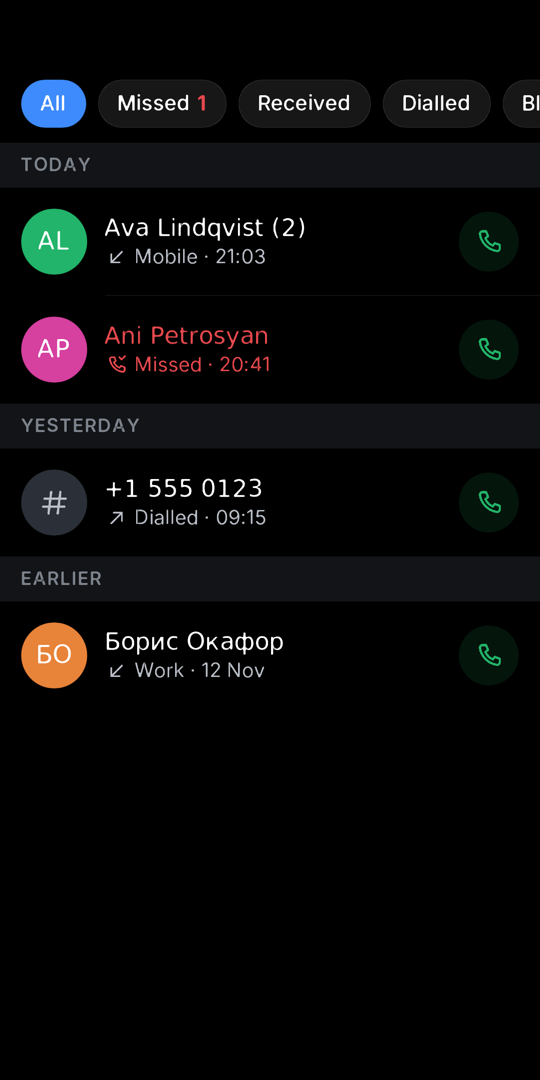 All Missed 1 Received Dialled Bl
TODAY
AL
Ava Lindqvist (2)
Mobile · 21:03
AP
Ani Petrosyan
Missed · 20:41
YESTERDAY
#
+1 555 0123
Dialled · 09:15
EARLIER
БО
Борис Окафор
Work · 12 Nov